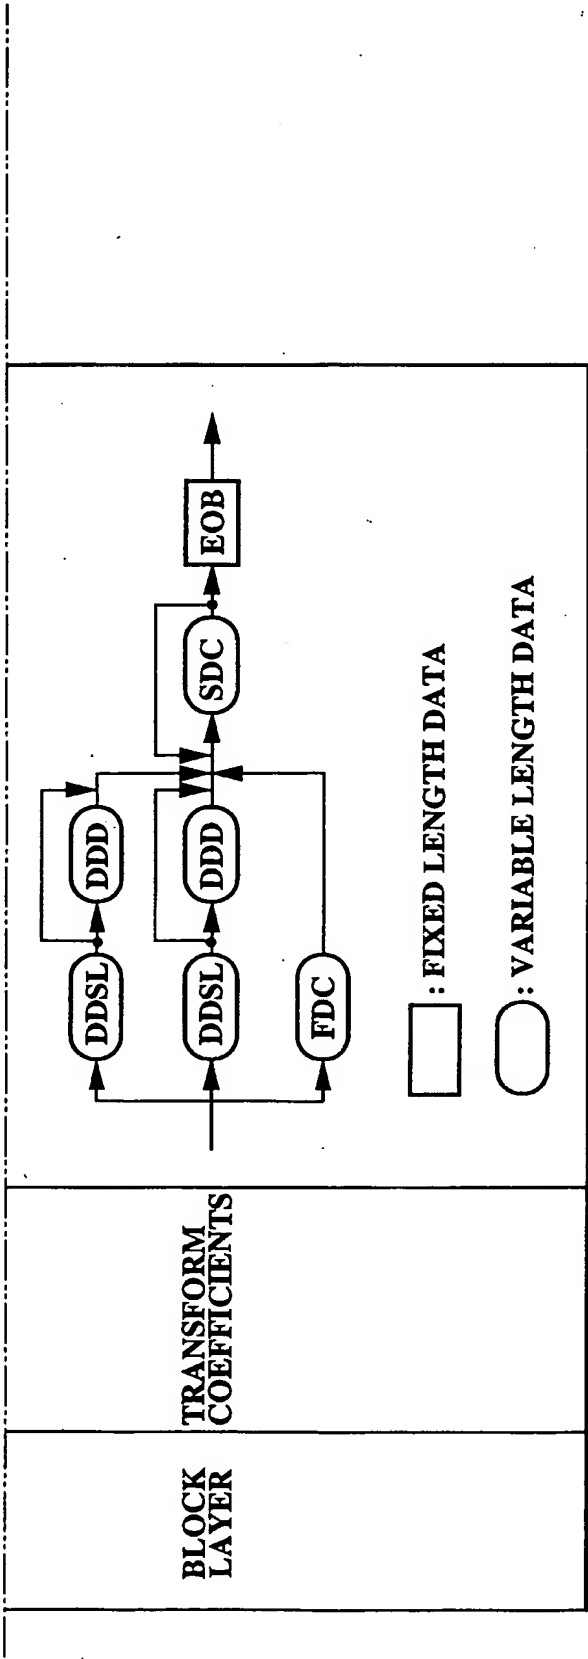 BLOCK
LAYER
TRANSFORM
COEFFICIENTS
DDSL
DDD
DDSL
DDD
SDC
EOB
FDC
: FIXED LENGTH DATA
: VARIABLE LENGTH DATA